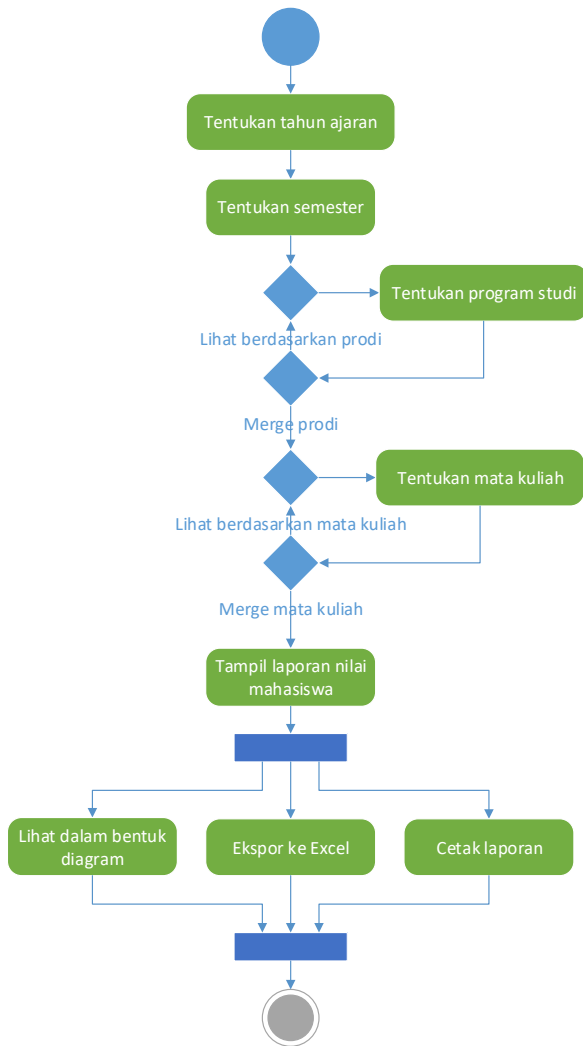 Tentukan tahun ajaran
Tentukan semester
Tentukan program studi
Lihat berdasarkan prodi
Merge prodi
Tentukan mata kuliah
Lihat berdasarkan mata kuliah
Merge mata kuliah
Tampil laporan nilai
mahasiswa
Lihat dalam bentuk
diagram
Ekspor ke Excel
Cetak laporan